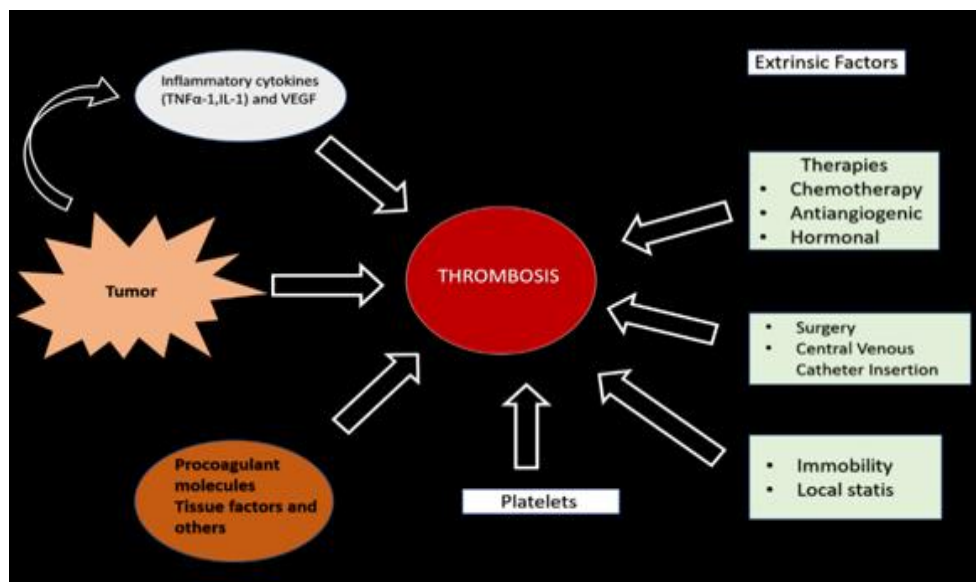 Inflammatory cytokines
(TNFα-1,IL-1) and VEGF
Tumor
Procoagulant
molecules
Tissue factors and
others
THROMBOSIS
Platelets
Extrinsic Factors
Therapies
• Chemotherapy
• Antiangiogenic
• Hormonal
• Surgery
• Central Venous
Catheter Insertion
• Immobility
• Local statis